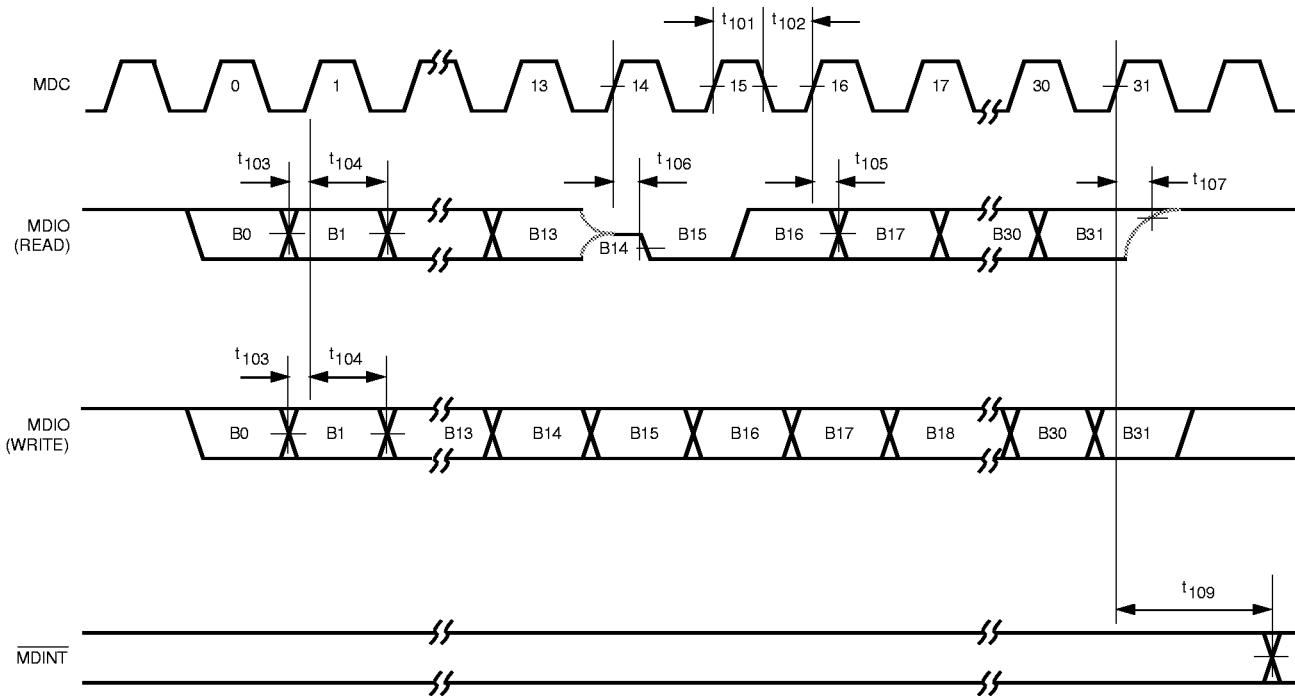 t101 t102
MDC 0 1 13 14 15 16 17 30 31
t103 t104 t106 t105 t107
MDIO
(READ)
B0 B1 B13 B14 B15 B16 B17 B30 B31
t103 t104
MDIO
(WRITE)
B0 B1 B13 B14 B15 B16 B17 B18 B30 B31
t109
MDINT